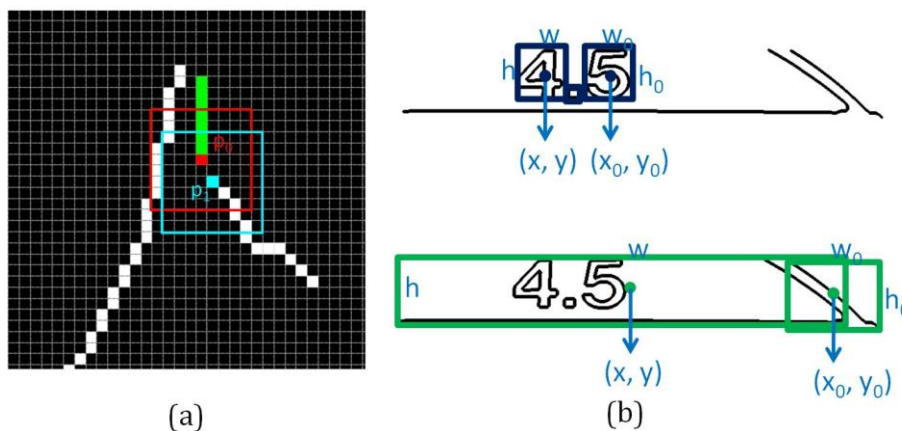 p₀
p₁
(a)
w w₀
h 4.5 h₀
(x, y) (x₀, y₀)
w w₀
h 4.5 h₀
(x, y) (x₀, y₀)
(b)